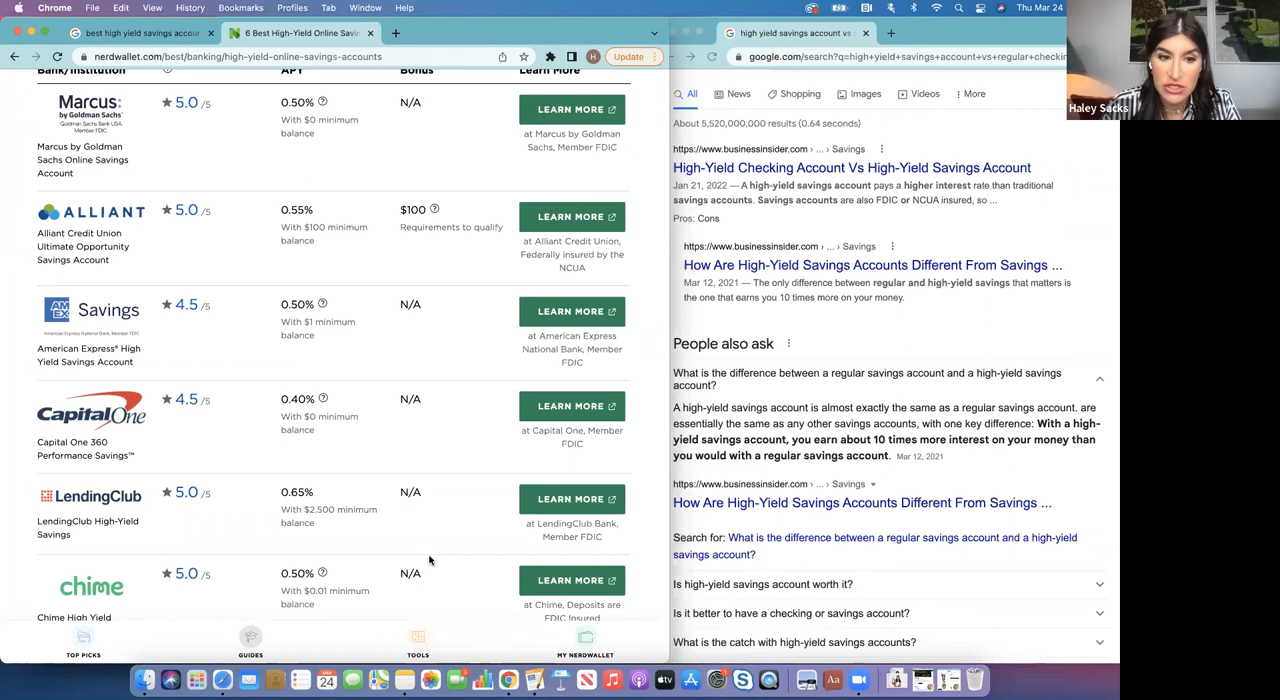 Chrome File Edit View History Bookmarks Profiles Tab Window Help
Thu Mar 24
best high yield savings accoun
6 Best High-Yield Online Savin
high yield savings account vs
Update
nerdwallet.com/best/banking/high-yield-online-savings-accounts
H
google.com/search?q=high+yield+savings+account+vs+regular+checkin
Haley Sacks
Bank/Institution APY Bonus Learn More
Marcus:
by Goldman Sachs
Goldman Sachs Bank USA,
Member FDIC
Marcus by Goldman
Sachs Online Savings
Account
5.0 /5
0.50%
With $0 minimum
balance
N/A
LEARN MORE
at Marcus by Goldman
Sachs, Member FDIC
ALLIANT
Alliant Credit Union
Ultimate Opportunity
Savings Account
5.0 /5
0.55%
With $100 minimum
balance
$100
Requirements to qualify
LEARN MORE
at Alliant Credit Union,
Federally insured by the
NCUA
AM
EX
Savings
American Express National Bank, Member FDIC
American Express® High
Yield Savings Account
4.5 /5
0.50%
With $1 minimum
balance
N/A
LEARN MORE
at American Express
National Bank, Member
FDIC
Capital One
Capital One 360
Performance Savings™
4.5 /5
0.40%
With $0 minimum
balance
N/A
LEARN MORE
at Capital One, Member
FDIC
LendingClub
LendingClub High-Yield
Savings
5.0 /5
0.65%
With $2,500 minimum
balance
N/A
LEARN MORE
at LendingClub Bank,
Member FDIC
chime
Chime High Yield
5.0 /5
0.50%
With $0.01 minimum
balance
N/A
LEARN MORE
at Chime, Deposits are
FDIC Insured
TOP PICKS
GUIDES
TOOLS
MY NERDWALLET
All News Shopping Images Videos More
About 5,520,000,000 results (0.64 seconds)
https://www.businessinsider.com › ... › Savings
High-Yield Checking Account Vs High-Yield Savings Account
Jan 21, 2022 — A high-yield savings account pays a higher interest rate than traditional
savings accounts. Savings accounts are also FDIC or NCUA insured, so ...
Pros: Cons
https://www.businessinsider.com › ... › Savings
How Are High-Yield Savings Accounts Different From Savings ...
Mar 12, 2021 — The only difference between regular and high-yield savings that matters is
the one that earns you 10 times more on your money.
People also ask
What is the difference between a regular savings account and a high-yield savings
account?
A high-yield savings account is almost exactly the same as a regular savings account. are
essentially the same as any other savings accounts, with one key difference: With a high-
yield savings account, you earn about 10 times more interest on your money than
you would with a regular savings account. Mar 12, 2021
https://www.businessinsider.com › ... › Savings
How Are High-Yield Savings Accounts Different From Savings ...
Search for: What is the difference between a regular savings account and a high-yield
savings account?
Is high-yield savings account worth it?
Is it better to have a checking or savings account?
What is the catch with high-yield savings accounts?
MAR
24
tv
Aa